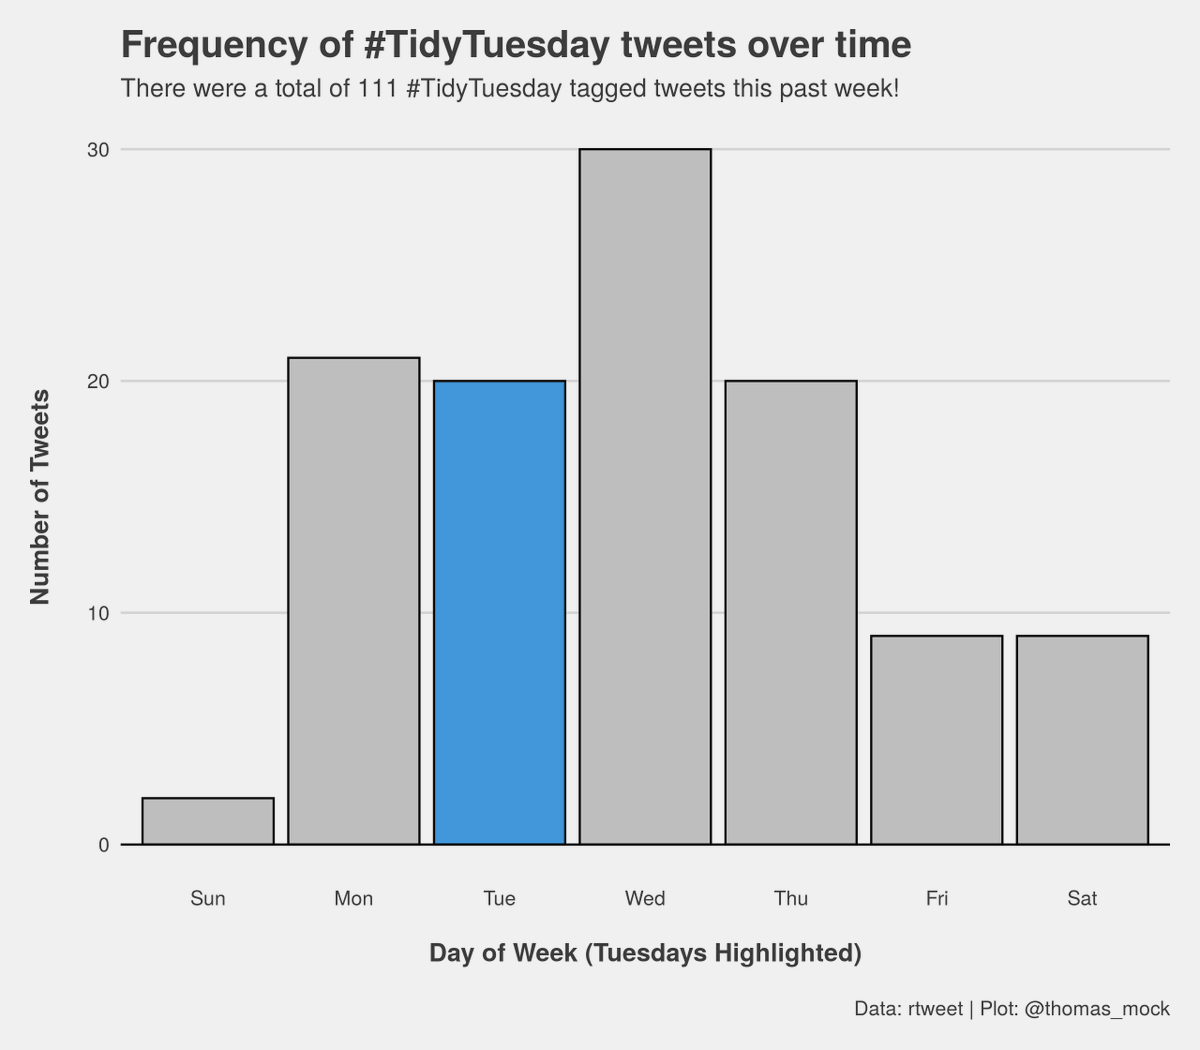 Frequency of #TidyTuesday tweets over time
There were a total of 111 #TidyTuesday tagged tweets this past week!
30
20
10
0
Number of Tweets
Sun Mon Tue Wed Thu Fri Sat
Day of Week (Tuesdays Highlighted)
Data: rtweet | Plot: @thomas_mock